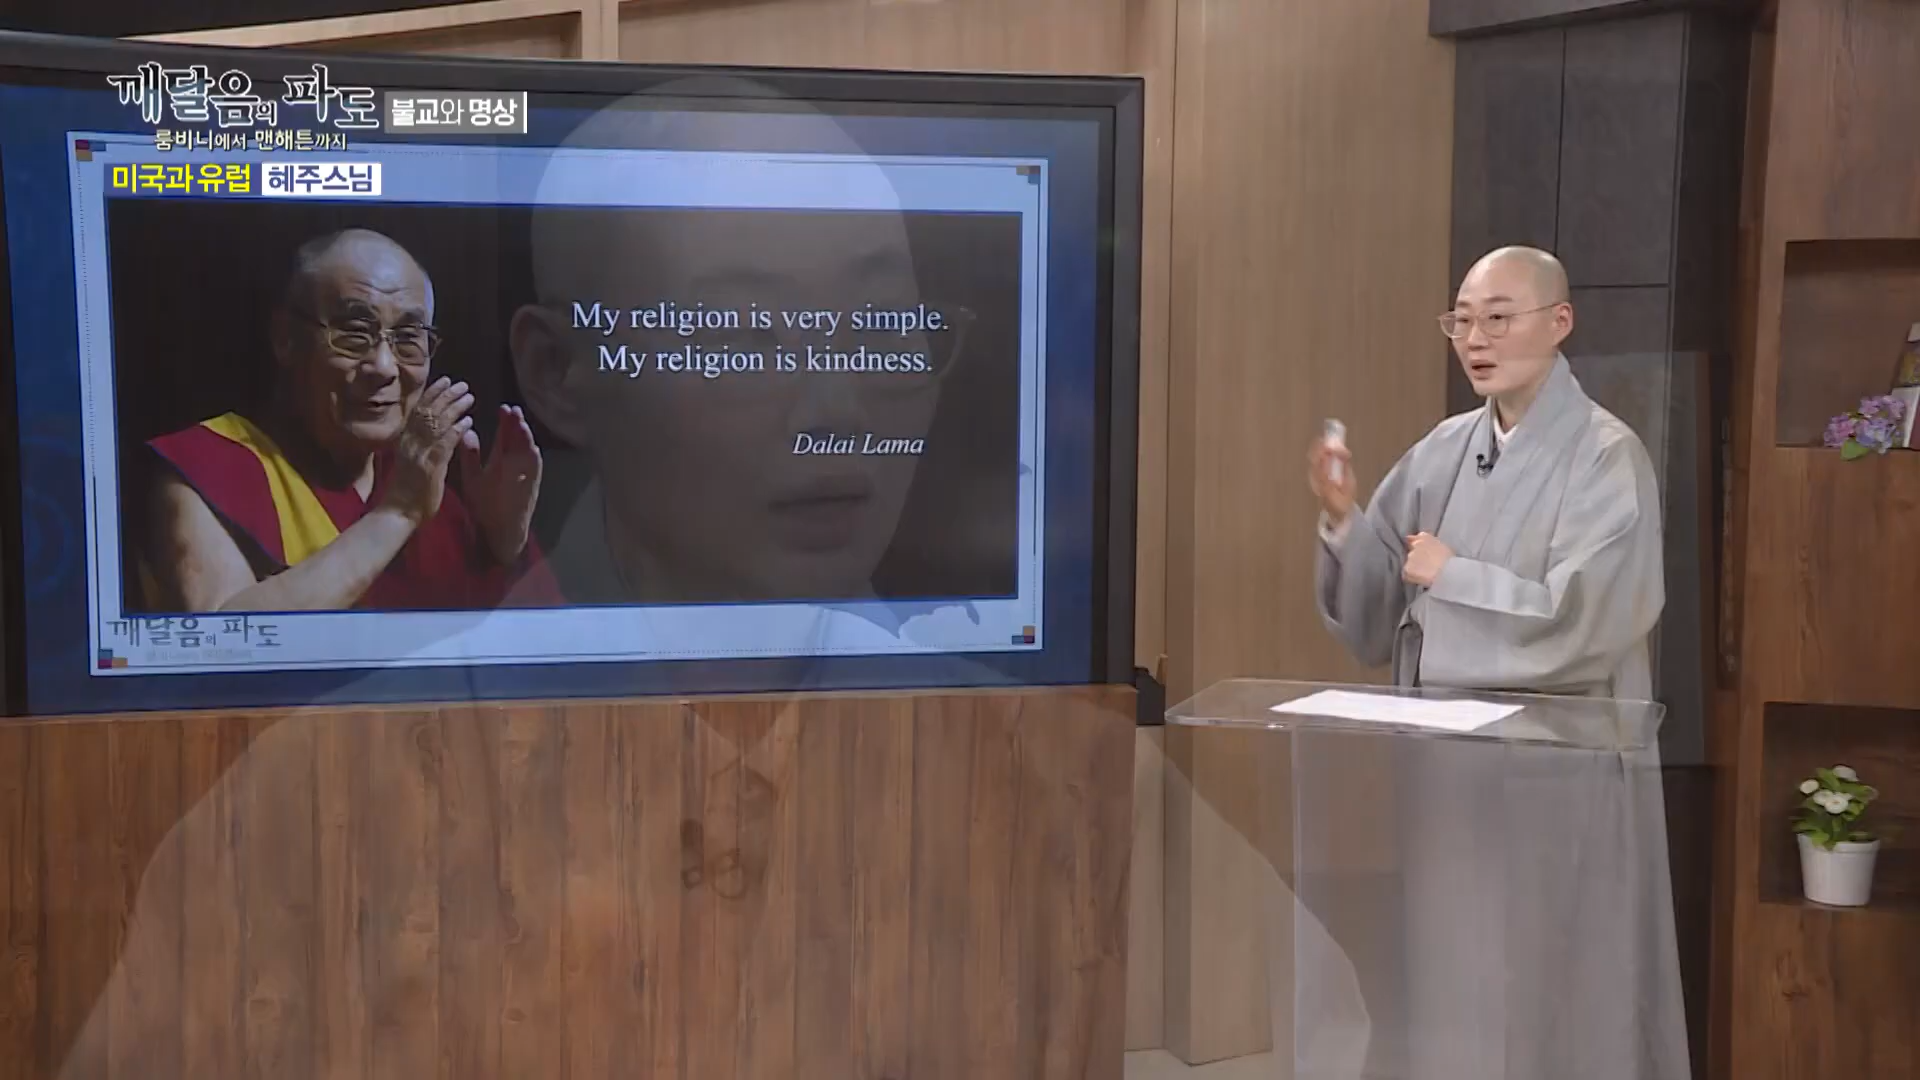 깨달음의 파도
룸비니에서 맨해튼까지
불교와 명상
미국과 유럽 혜주스님
My religion is very simple.
My religion is kindness.
Dalai Lama
깨달음의 파도